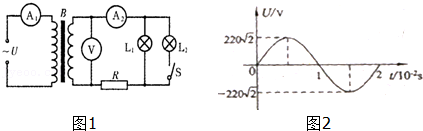 A₁ B A₂
~U V L₁ L₂
R S
图1
U/v
220√2
0 1 2 t/10⁻²s
-220√2
图2